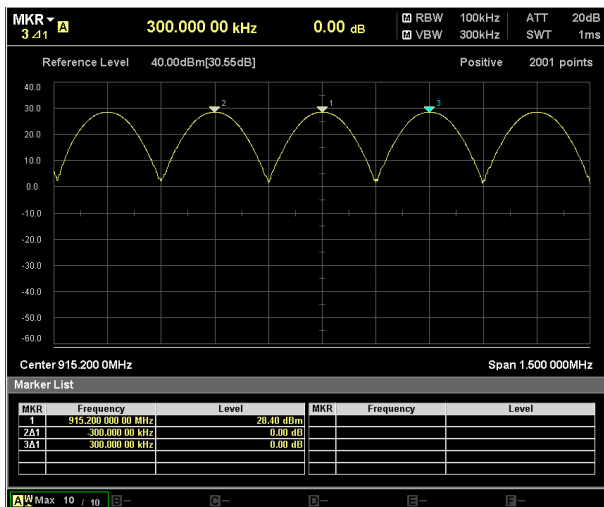 MKR A 300.000 00 kHz 0.00 dB M RBW 100kHz ATT 20dB
3 Δ1 M VBW 300kHz SWT 1ms
Reference Level 40.00dBm[30.55dB] Positive 2001 points
40.0
30.0
20.0
10.0
0.0
-10.0
-20.0
-30.0
-40.0
-50.0
-60.0
2 1 3
Center 915.200 0MHz Span 1.500 000MHz
Marker List
MKR Frequency Level MKR Frequency Level
1 915.200 000 00 MHz 28.40 dBm
2Δ1 -300.000 00 kHz 0.00 dB
3Δ1 300.000 00 kHz 0.00 dB
A Max 10 / 10 B– C– D– E– F–